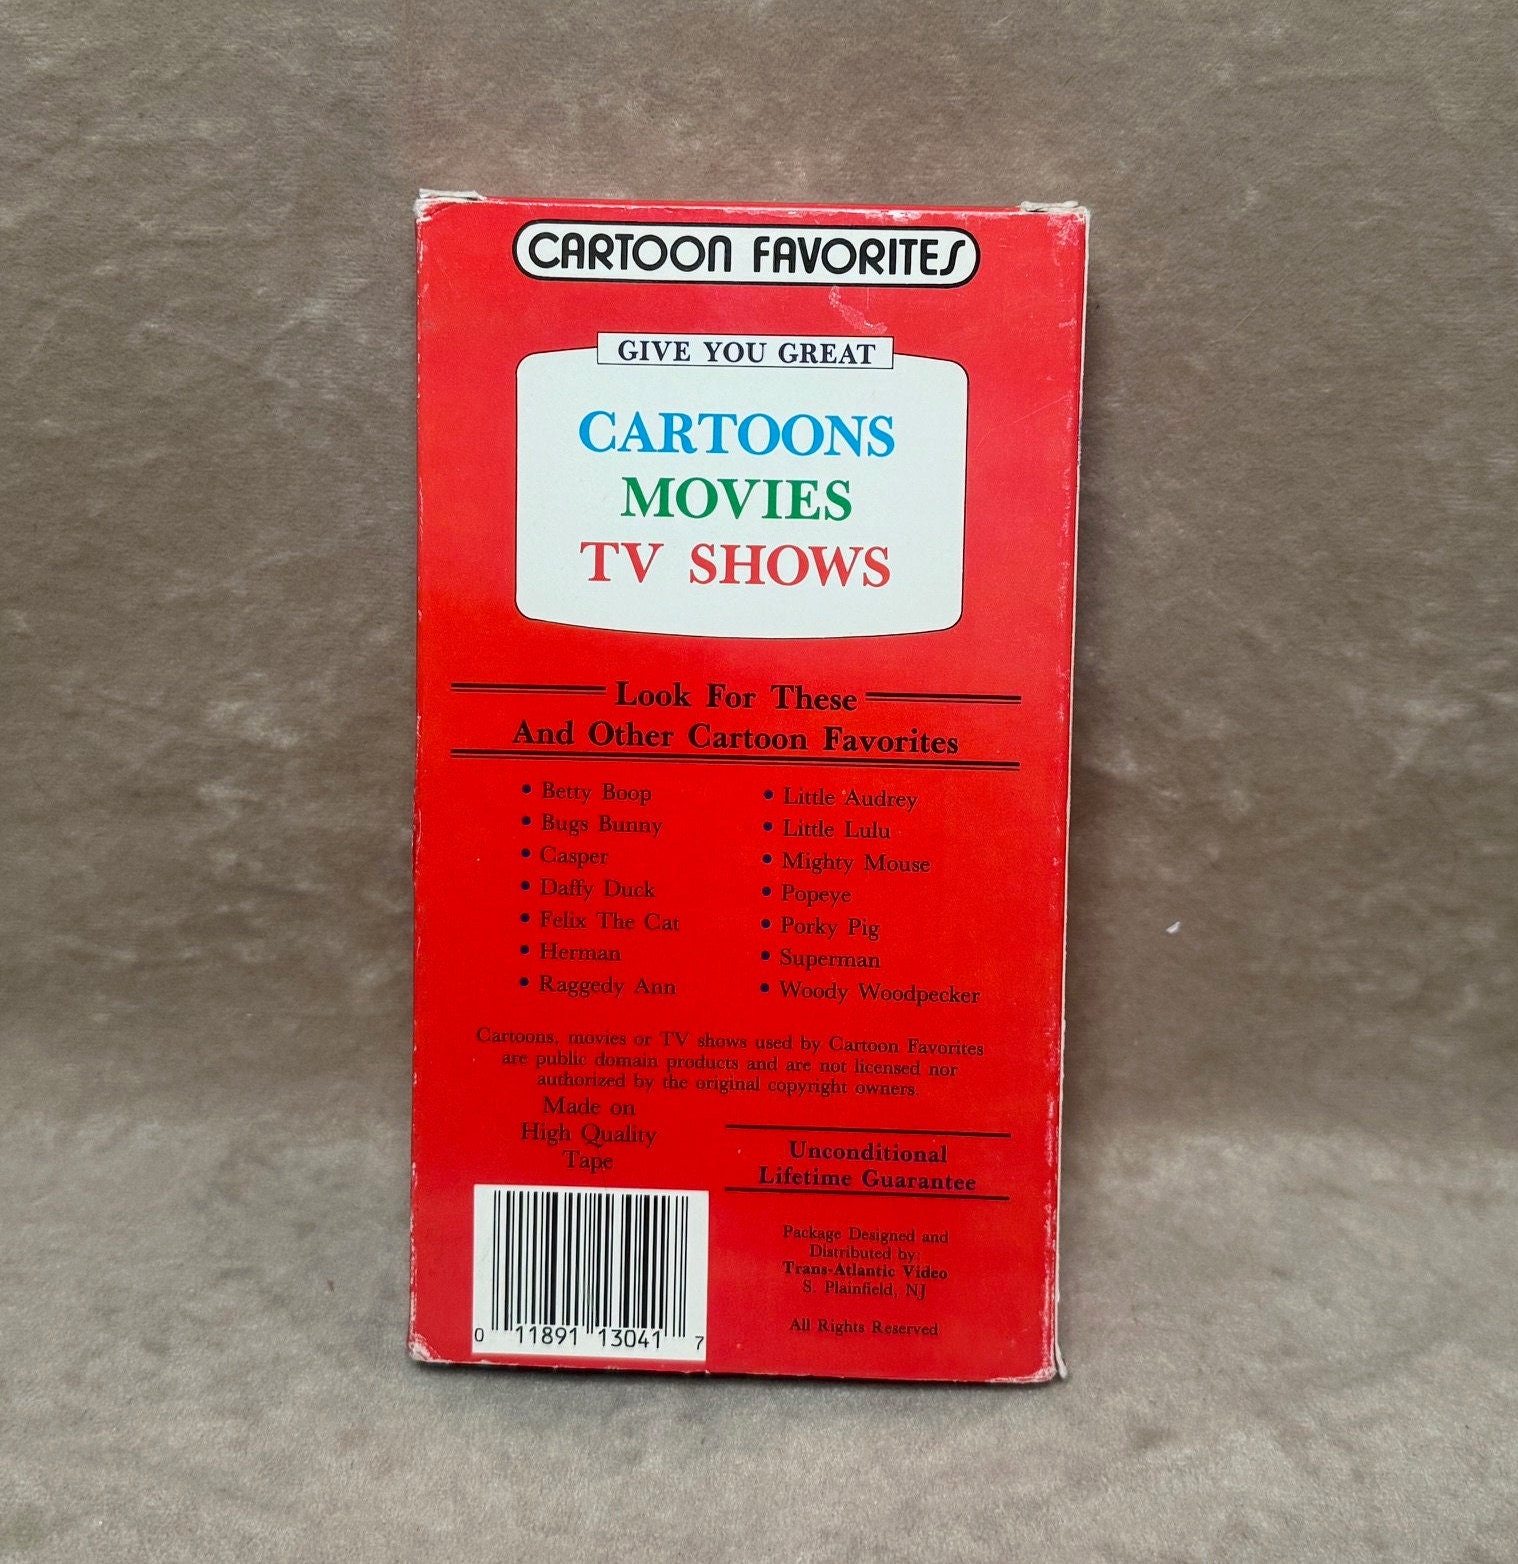 CARTOON FAVORITES
GIVE YOU GREAT
CARTOONS
MOVIES
TV SHOWS
Look For These
And Other Cartoon Favorites
• Betty Boop
• Bugs Bunny
• Casper
• Daffy Duck
• Felix The Cat
• Herman
• Raggedy Ann
• Little Audrey
• Little Lulu
• Mighty Mouse
• Popeye
• Porky Pig
• Superman
• Woody Woodpecker
Cartoons, movies or TV shows used by Cartoon Favorites
are public domain products and are not licensed nor
authorized by the original copyright owners.
Made on
High Quality
Tape
Unconditional
Lifetime Guarantee
Package Designed and
Distributed by:
Trans-Atlantic Video
S. Plainfield, NJ
All Rights Reserved
0 11891 13041 7